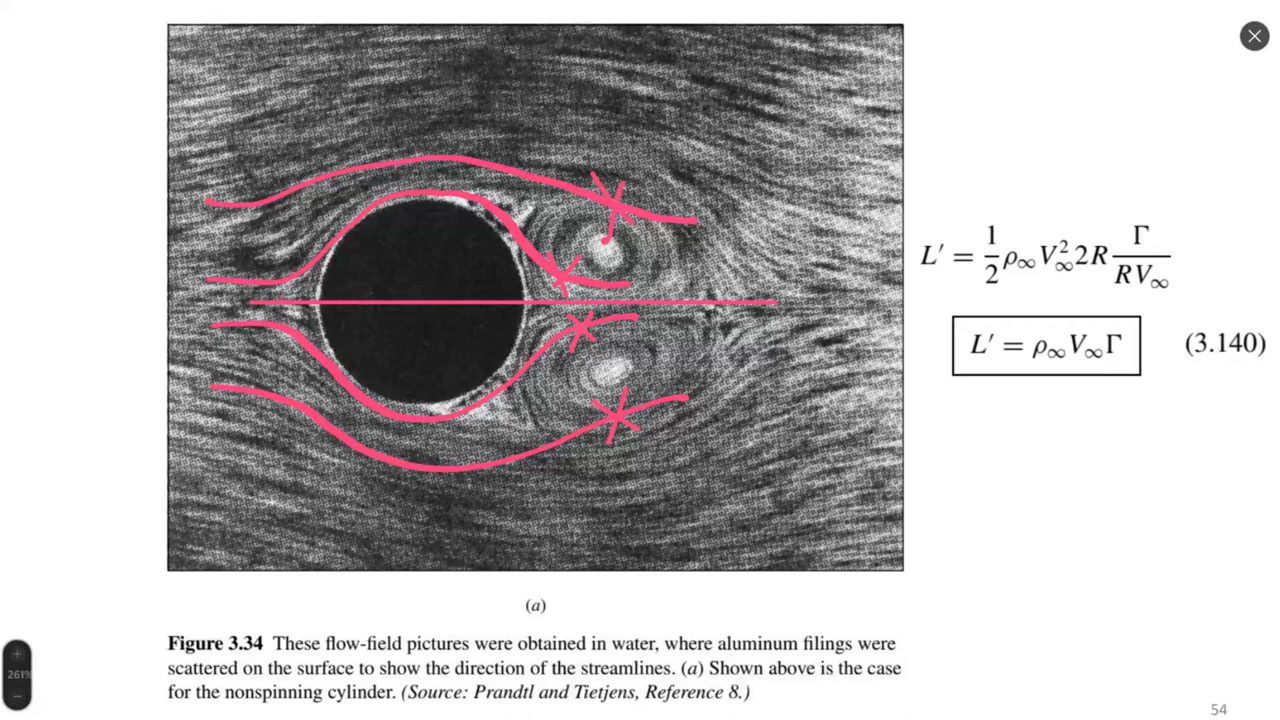 L′ = 1/2 ρ∞ V∞² 2R Γ/(RV∞)
L′ = ρ∞V∞Γ (3.140)
(a)
Figure 3.34 These flow-field pictures were obtained in water, where aluminum filings were
scattered on the surface to show the direction of the streamlines. (a) Shown above is the case
for the nonspinning cylinder. (Source: Prandtl and Tietjens, Reference 8.)
261%
54